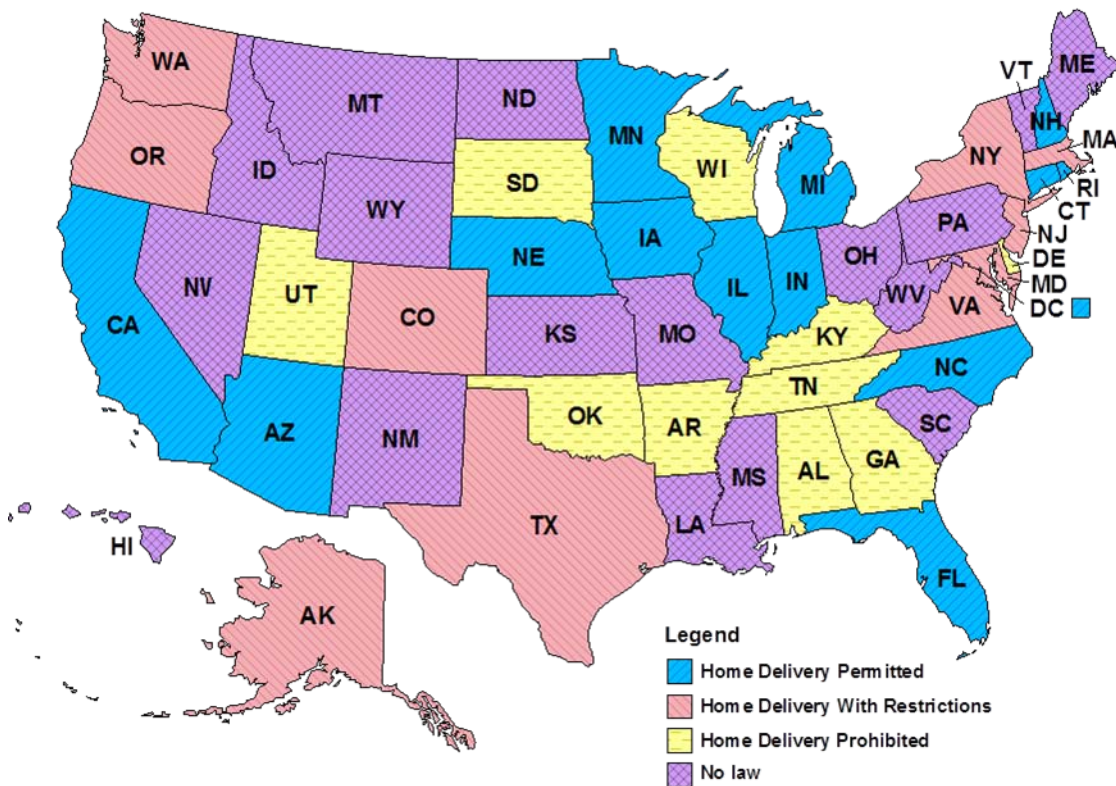 WA
MT
ND
MN
VT
ME
NH
OR
ID
SD
WI
MI
NY
MA
WY
RI
CT
NV
NE
IA
PA
NJ
UT
CO
IL
IN
OH
DE
MD
WV
VA
DC
CA
KS
MO
KY
NC
AZ
NM
OK
AR
TN
SC
TX
LA
MS
AL
GA
HI
AK
FL
Legend
Home Delivery Permitted
Home Delivery With Restrictions
Home Delivery Prohibited
No law